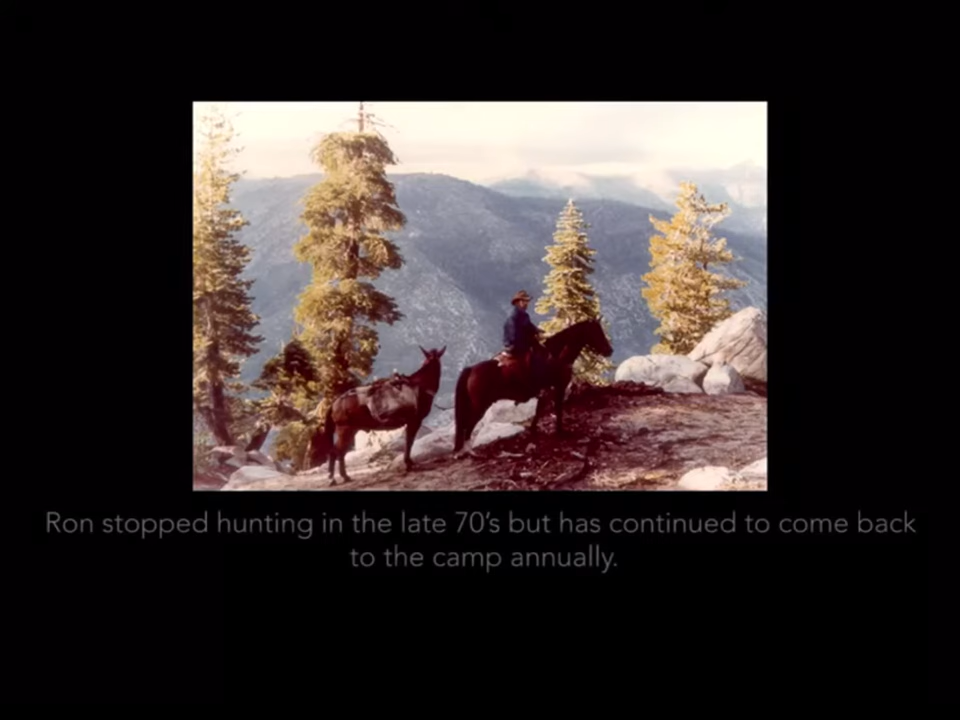 Ron stopped hunting in the late 70's but has continued to come back
to the camp annually.